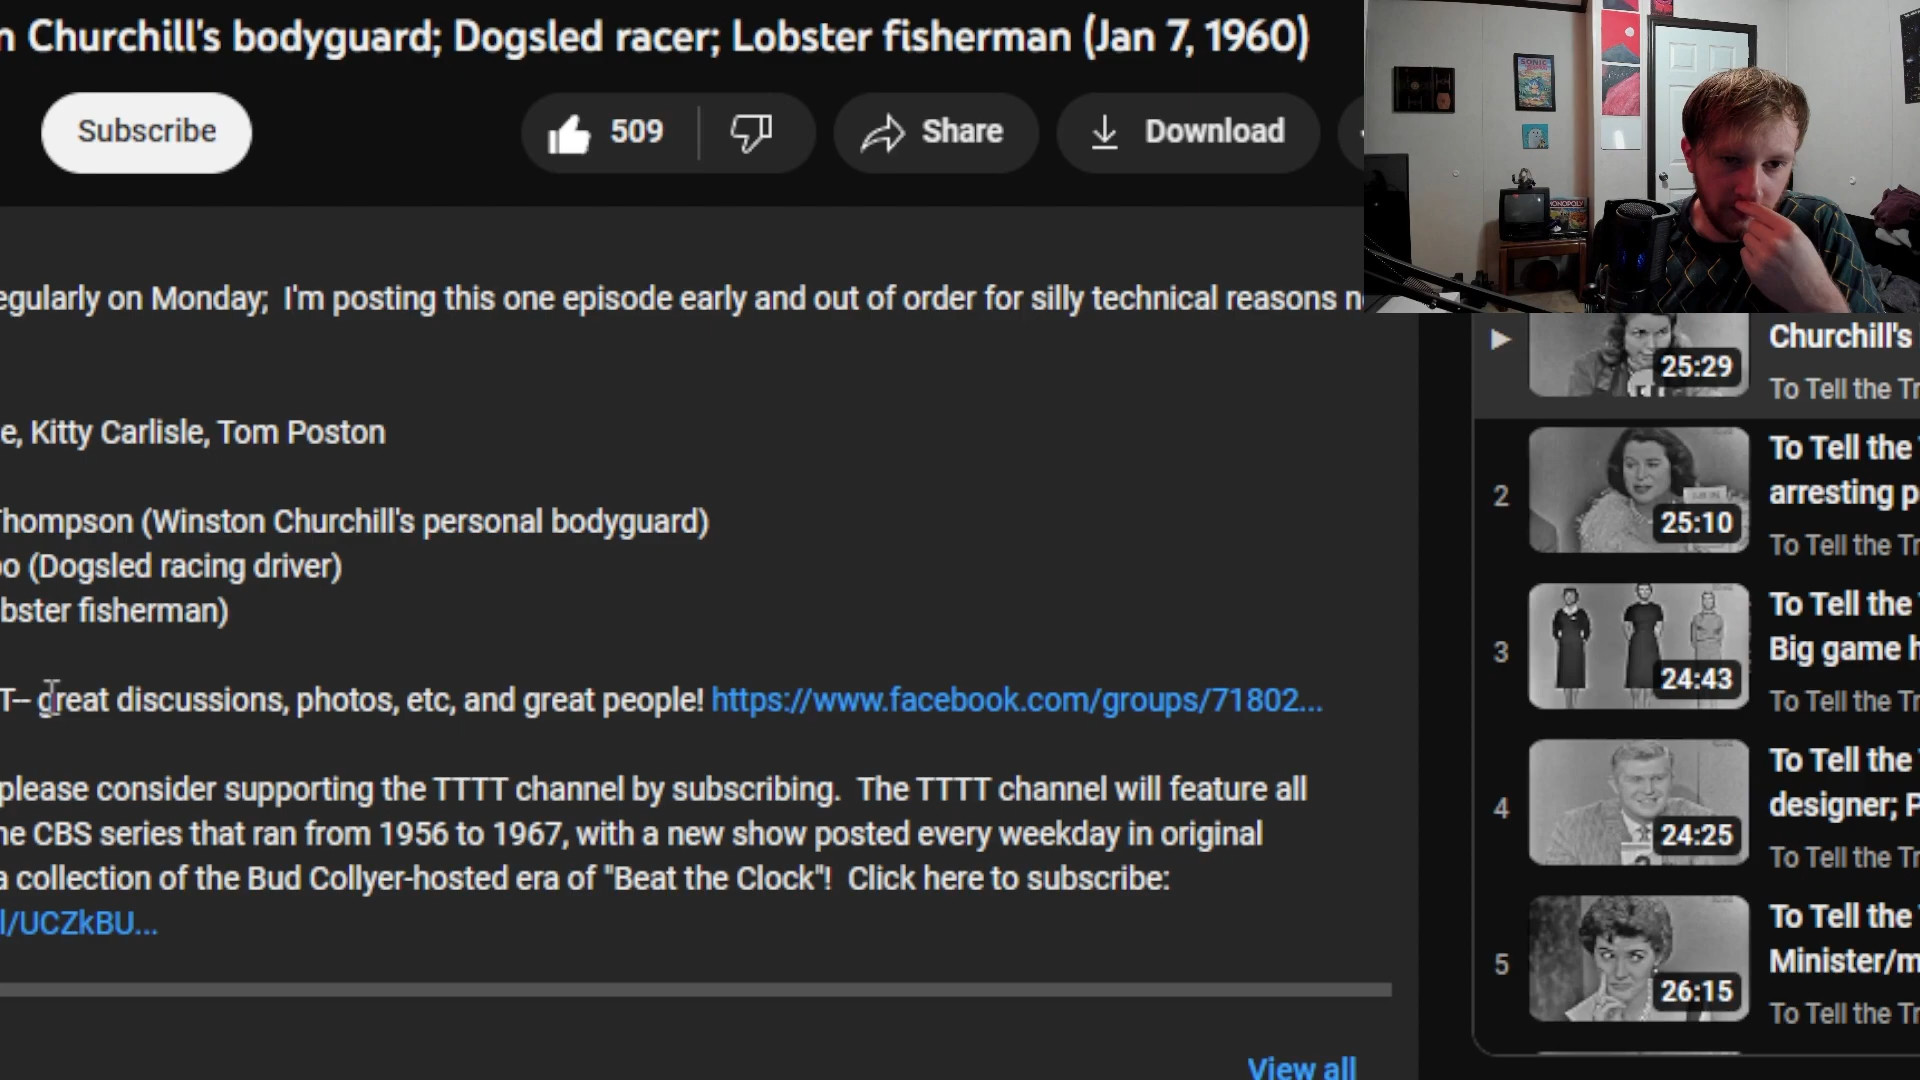 Churchill's bodyguard; Dogsled racer; Lobster fisherman (Jan 7, 1960)
Subscribe
509
Share
Download
egularly on Monday; I'm posting this one episode early and out of order for silly technical reasons
e, Kitty Carlisle, Tom Poston
Thompson (Winston Churchill's personal bodyguard)
oo (Dogsled racing driver)
bster fisherman)
T-- great discussions, photos, etc, and great people! https://www.facebook.com/groups/71802...
please consider supporting the TTTT channel by subscribing. The TTTT channel will feature all
he CBS series that ran from 1956 to 1967, with a new show posted every weekday in original
a collection of the Bud Collyer-hosted era of "Beat the Clock"! Click here to subscribe:
l/UCZkBU...
View all
SONIC
MONOPOLY
25:29
Churchill's
To Tell the Tr
2
25:10
To Tell the
arresting p
To Tell the Tr
3
24:43
To Tell the
Big game h
To Tell the Tr
4
24:25
To Tell the
designer; P
To Tell the Tr
5
26:15
To Tell the
Minister/m
To Tell the Tr